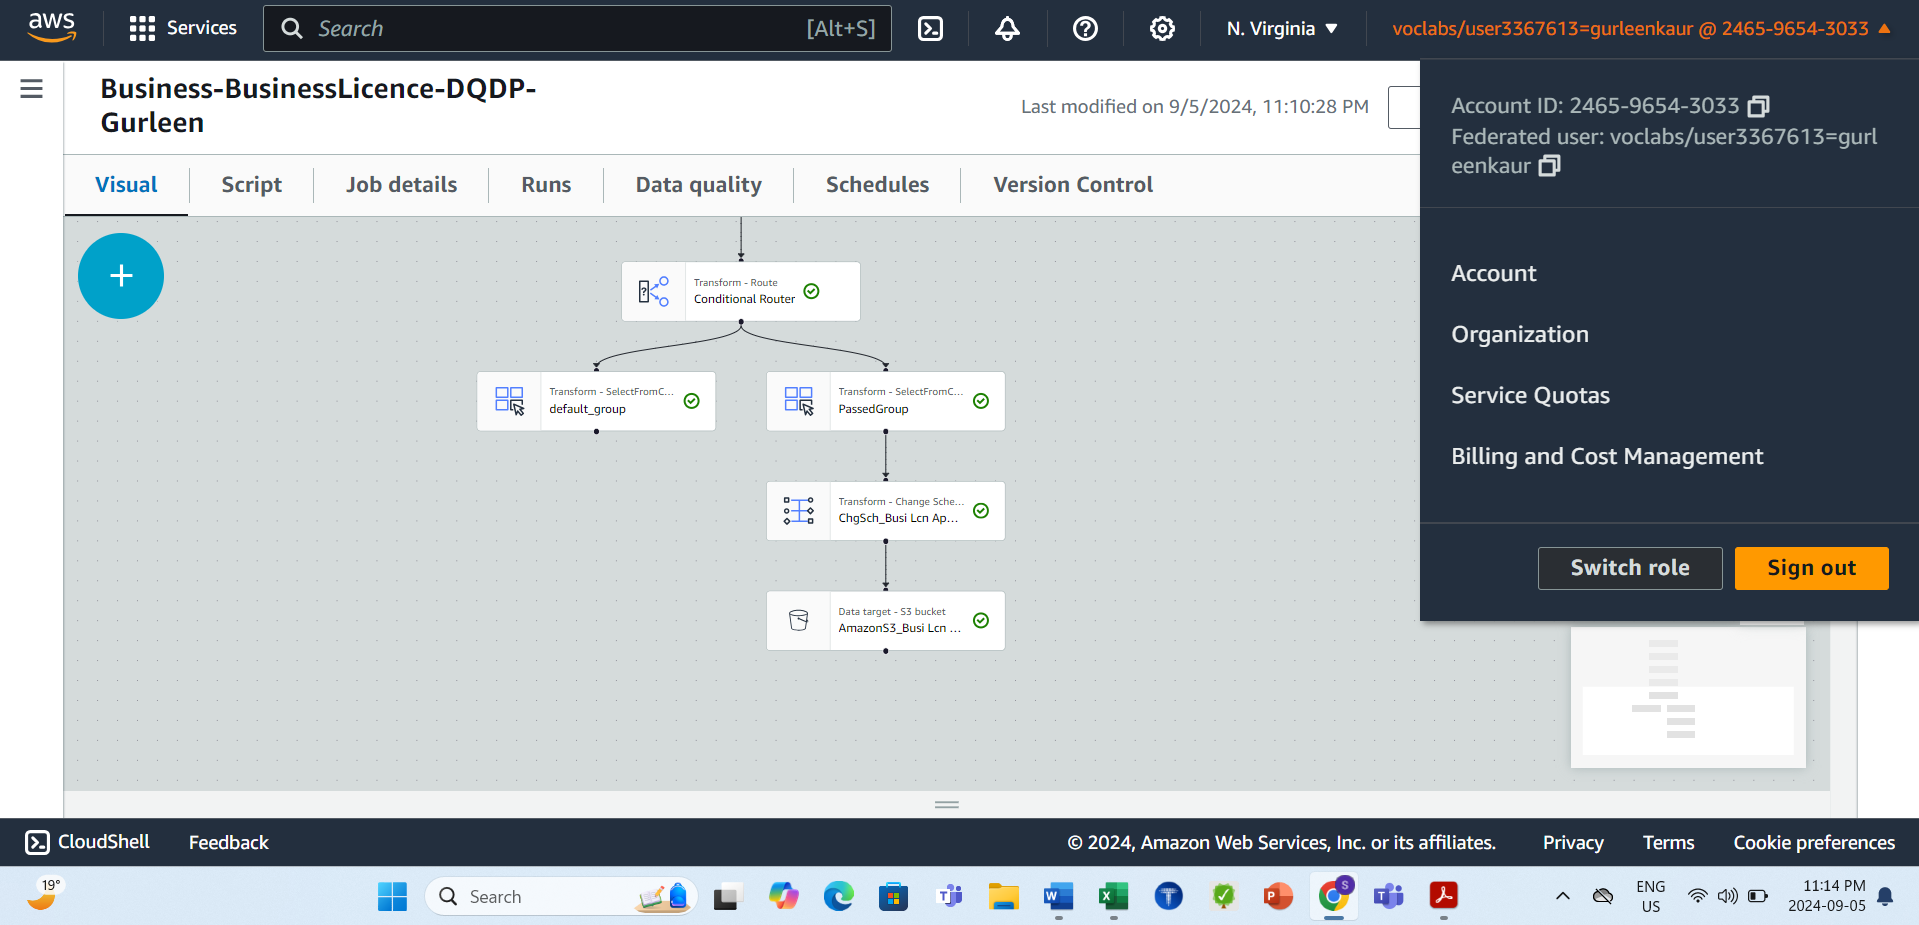 aws
Services
Search
[Alt+S]
N. Virginia
voclabs/user3367613=gurleenkaur @ 2465-9654-3033
Business-BusinessLicence-DQDP-
Gurleen
Last modified on 9/5/2024, 11:10:28 PM
Account ID: 2465-9654-3033
Federated user: voclabs/user3367613=gurl
eenkaur
Visual
Script
Job details
Runs
Data quality
Schedules
Version Control
Account
Organization
Service Quotas
Billing and Cost Management
Switch role
Sign out
Transform - Route
Conditional Router
Transform - SelectFromC...
default_group
Transform - SelectFromC...
PassedGroup
Transform - Change Sche...
ChgSch_Busi Lcn Ap...
Data target - S3 bucket
AmazonS3_Busi Lcn ...
CloudShell
Feedback
© 2024, Amazon Web Services, Inc. or its affiliates.
Privacy
Terms
Cookie preferences
19°
Search
ENG
US
11:14 PM
2024-09-05